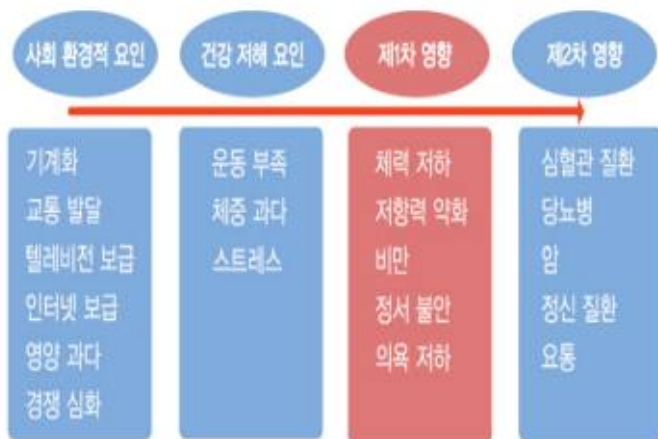 사회 환경적 요인
건강 저해 요인
제1차 영향
제2차 영향
기계화
교통 발달
텔레비전 보급
인터넷 보급
영양 과다
경쟁 심화
운동 부족
체중 과다
스트레스
체력 저하
저항력 약화
비만
정서 불안
의욕 저하
심혈관 질환
당뇨병
암
정신 질환
요통